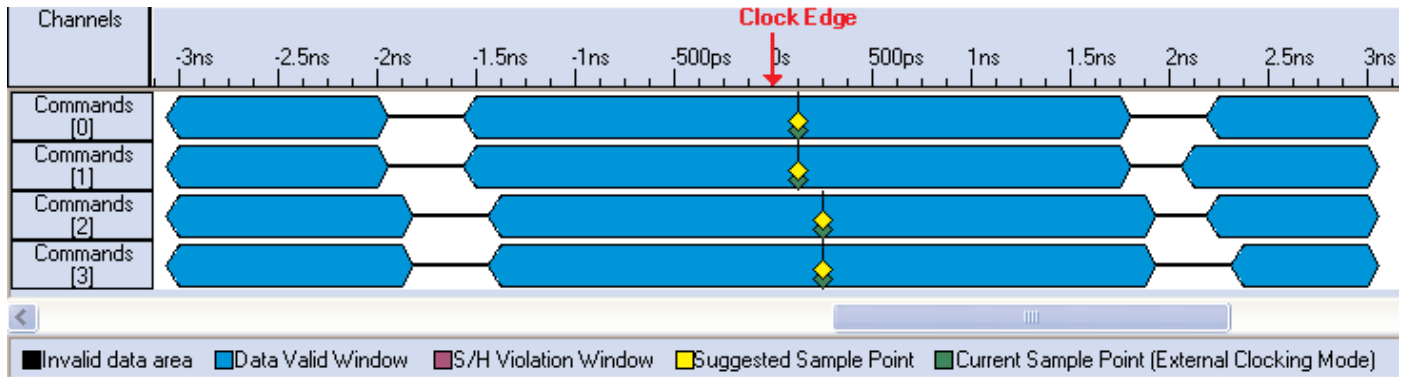 Channels
Clock Edge
-3ns -2.5ns -2ns -1.5ns -1ns -500ps 0s 500ps 1ns 1.5ns 2ns 2.5ns 3ns
Commands
[0]
Commands
[1]
Commands
[2]
Commands
[3]
Invalid data area Data Valid Window S/H Violation Window Suggested Sample Point Current Sample Point (External Clocking Mode)